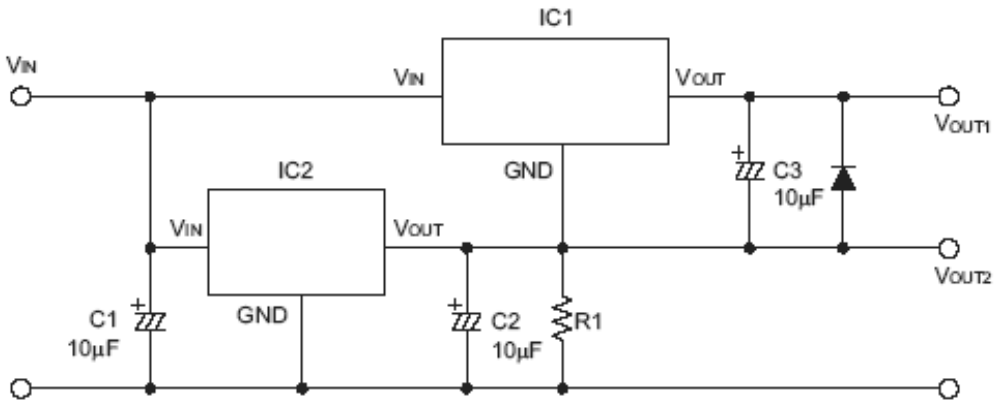 IC1
VIN
VIN
VOUT
VOUT1
GND
C3
10μF
IC2
VIN
VOUT
VOUT2
GND
C1
10μF
C2
10μF
R1